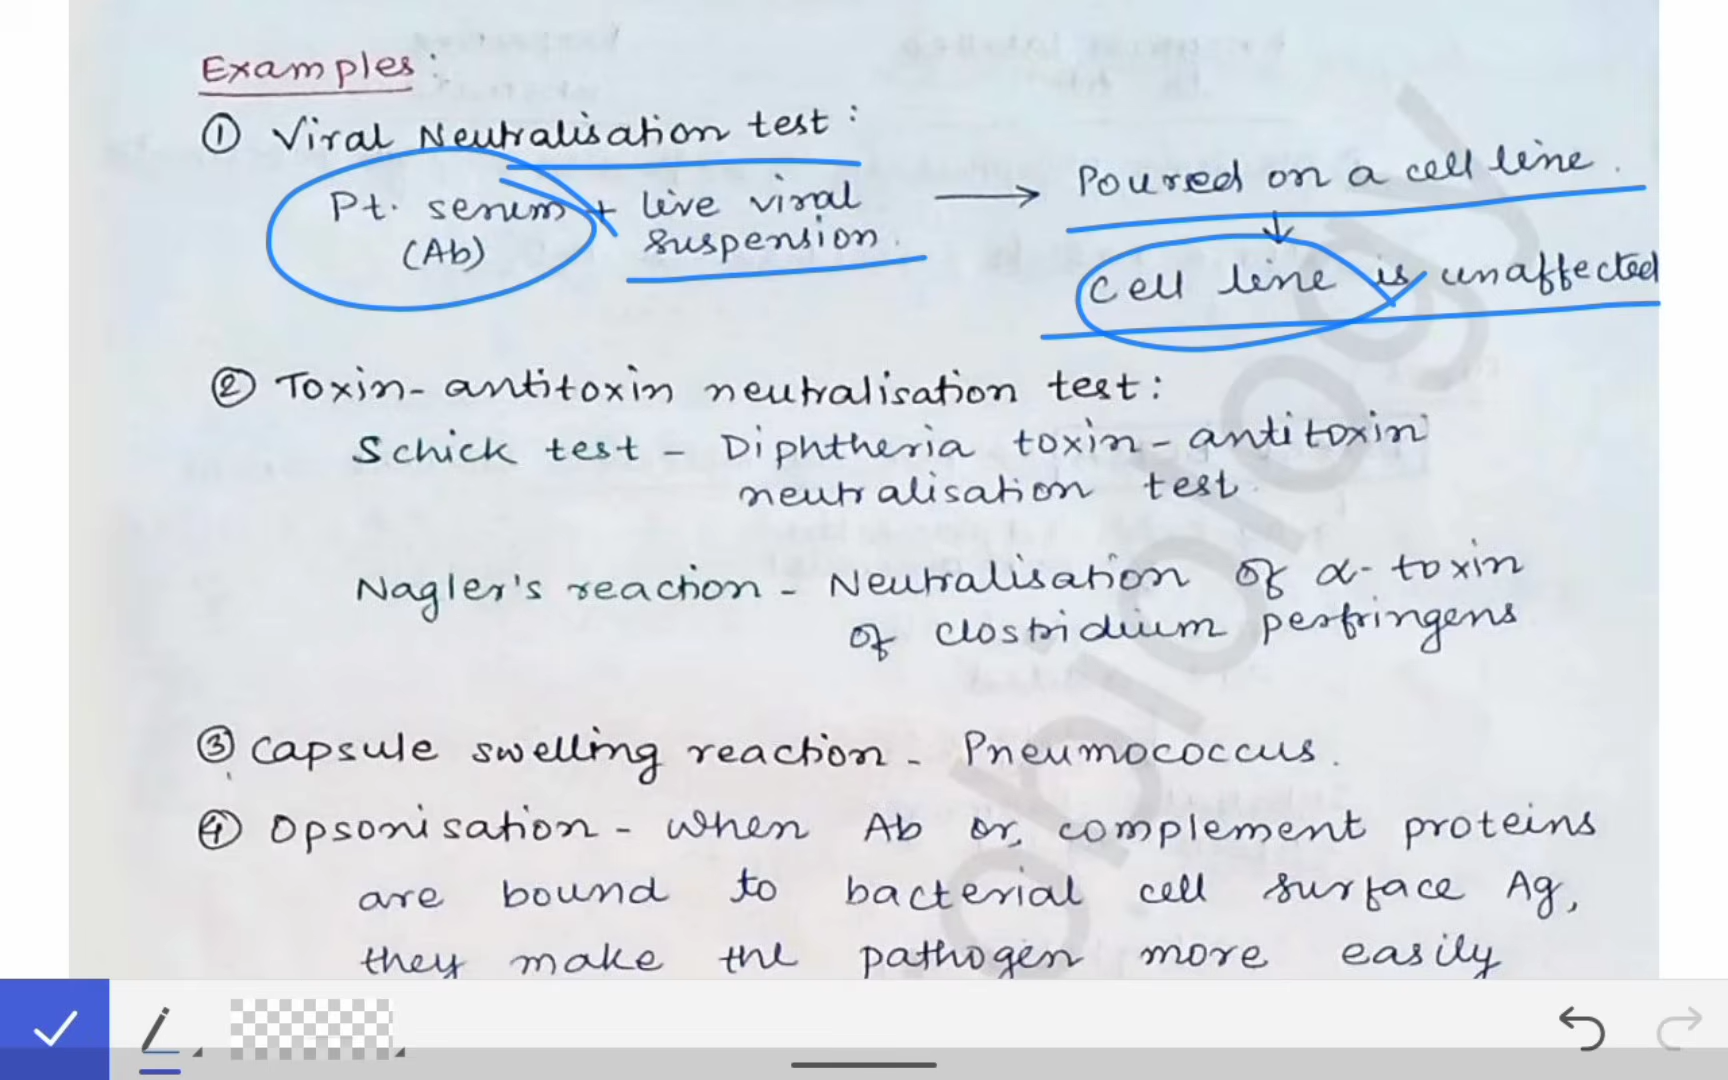 Examples:
① Viral Neutralisation test:
Pt. serum + live viral suspension. → Poured on a cell line.
(Ab)
↓
Cell line is unaffected
② Toxin-antitoxin neutralisation test:
Schick test - Diphtheria toxin-antitoxin
neutralisation test.
Nagler's reaction - Neutralisation of α-toxin
of clostridium perfringens
③ Capsule swelling reaction - Pneumococcus.
④ Opsonisation - When Ab or complement proteins
are bound to bacterial cell surface Ag,
they make the pathogen more easily